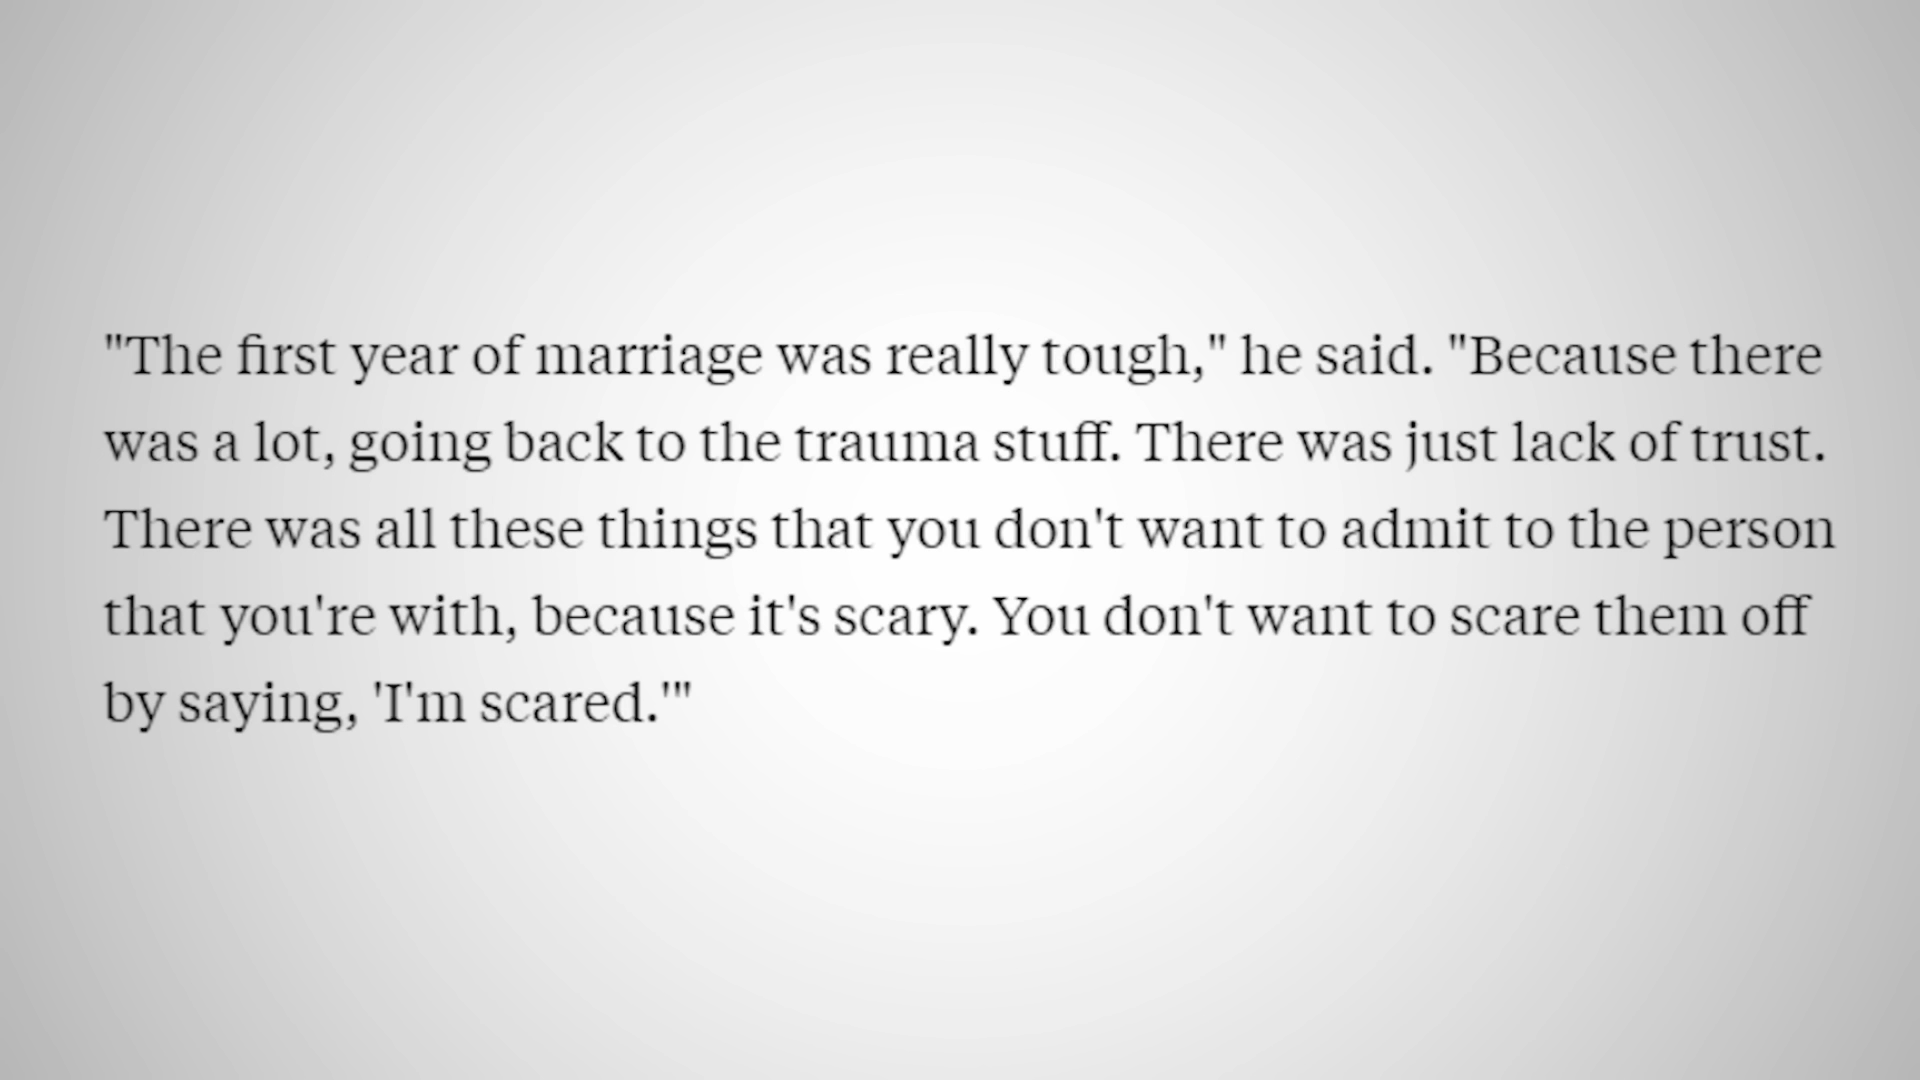 "The first year of marriage was really tough," he said. "Because there
was a lot, going back to the trauma stuff. There was just lack of trust.
There was all these things that you don't want to admit to the person
that you're with, because it's scary. You don't want to scare them off
by saying, 'I'm scared.'"